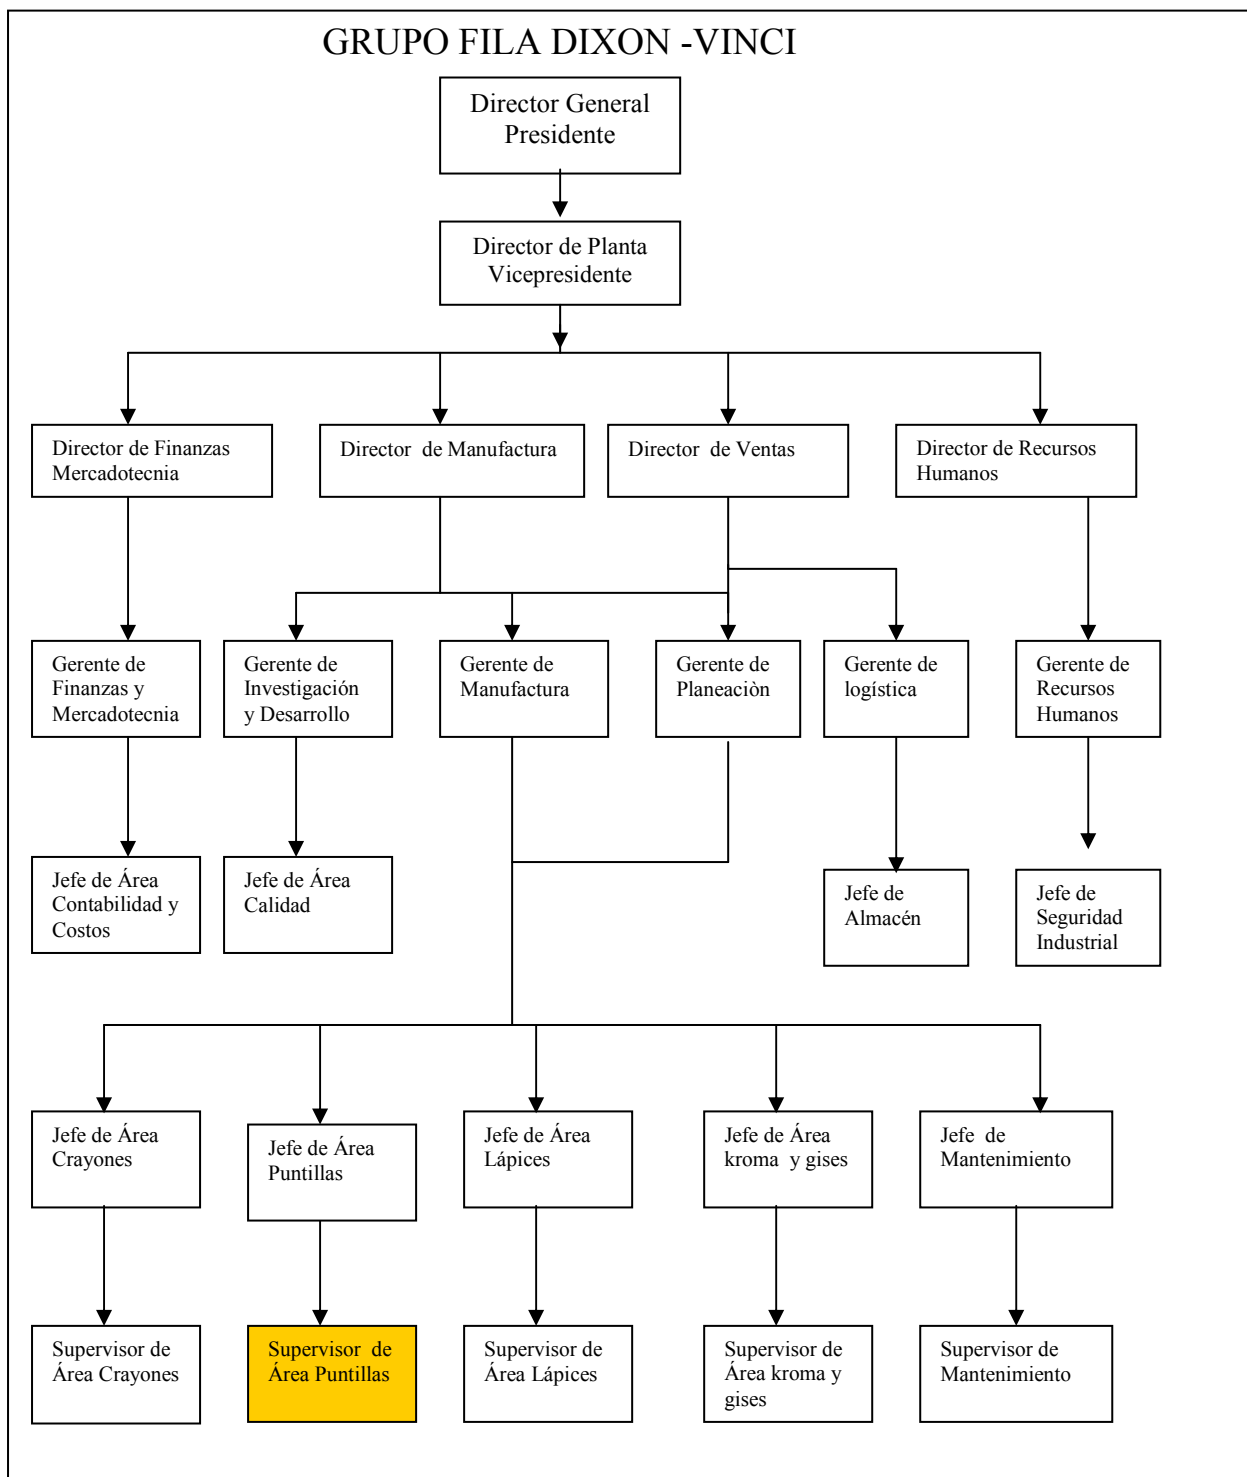 GRUPO FILA DIXON -VINCI
Director General
Presidente
Director de Planta
Vicepresidente
Director de Finanzas
Mercadotecnia
Director de Manufactura
Director de Ventas
Director de Recursos
Humanos
Gerente de
Finanzas y
Mercadotecnia
Gerente de
Investigación
y Desarrollo
Gerente de
Manufactura
Gerente de
Planeaciòn
Gerente de
logística
Gerente de
Recursos
Humanos
Jefe de Área
Contabilidad y
Costos
Jefe de Área
Calidad
Jefe de
Almacén
Jefe de
Seguridad
Industrial
Jefe de Área
Crayones
Jefe de Área
Puntillas
Jefe de Área
Lápices
Jefe de Área
kroma y gises
Jefe de
Mantenimiento
Supervisor de
Área Crayones
Supervisor de
Área Puntillas
Supervisor de
Área Lápices
Supervisor de
Área kroma y
gises
Supervisor de
Mantenimiento